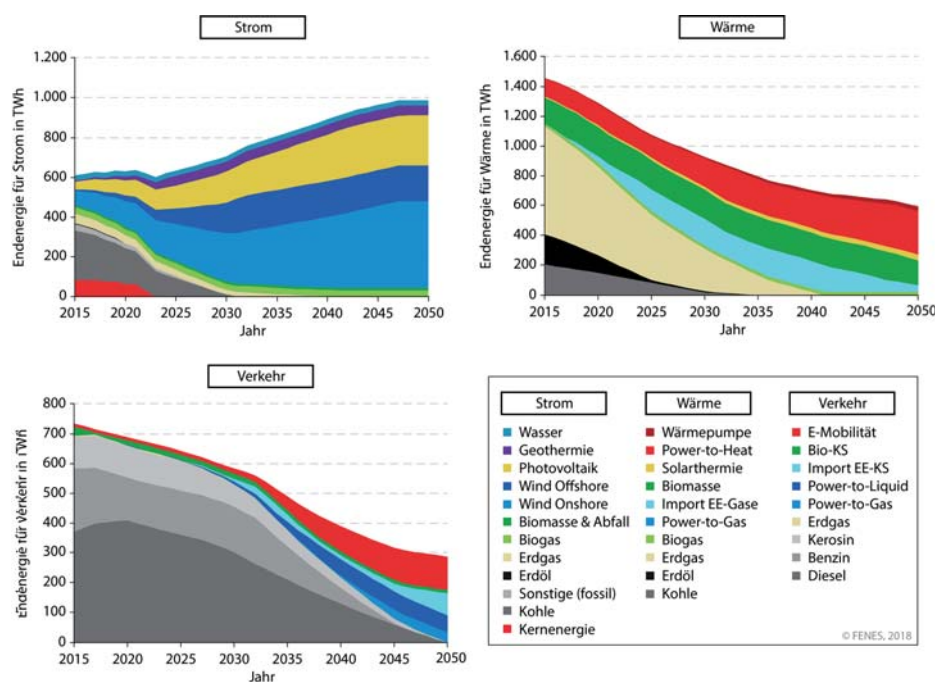 Strom
Endenergie für Strom in TWh
1.200
1.000
800
600
400
200
0
2015 2020 2025 2030 2035 2040 2045 2050
Jahr
Wärme
Endenergie für Wärme in TWh
1.600
1.400
1.200
1.000
800
600
400
200
0
2015 2020 2025 2030 2035 2040 2045 2050
Jahr
Verkehr
Endenergie für Verkehr in TWh
800
700
600
500
400
300
200
100
0
2015 2020 2025 2030 2035 2040 2045 2050
Jahr
Strom
Wasser
Geothermie
Photovoltaik
Wind Offshore
Wind Onshore
Biomasse & Abfall
Biogas
Erdgas
Erdöl
Sonstige (fossil)
Kohle
Kernenergie
Wärme
Wärmepumpe
Power-to-Heat
Solarthermie
Biomasse
Import EE-Gase
Power-to-Gas
Biogas
Erdgas
Erdöl
Kohle
Verkehr
E-Mobilität
Bio-KS
Import EE-KS
Power-to-Liquid
Power-to-Gas
Erdgas
Kerosin
Benzin
Diesel
© FENES, 2018